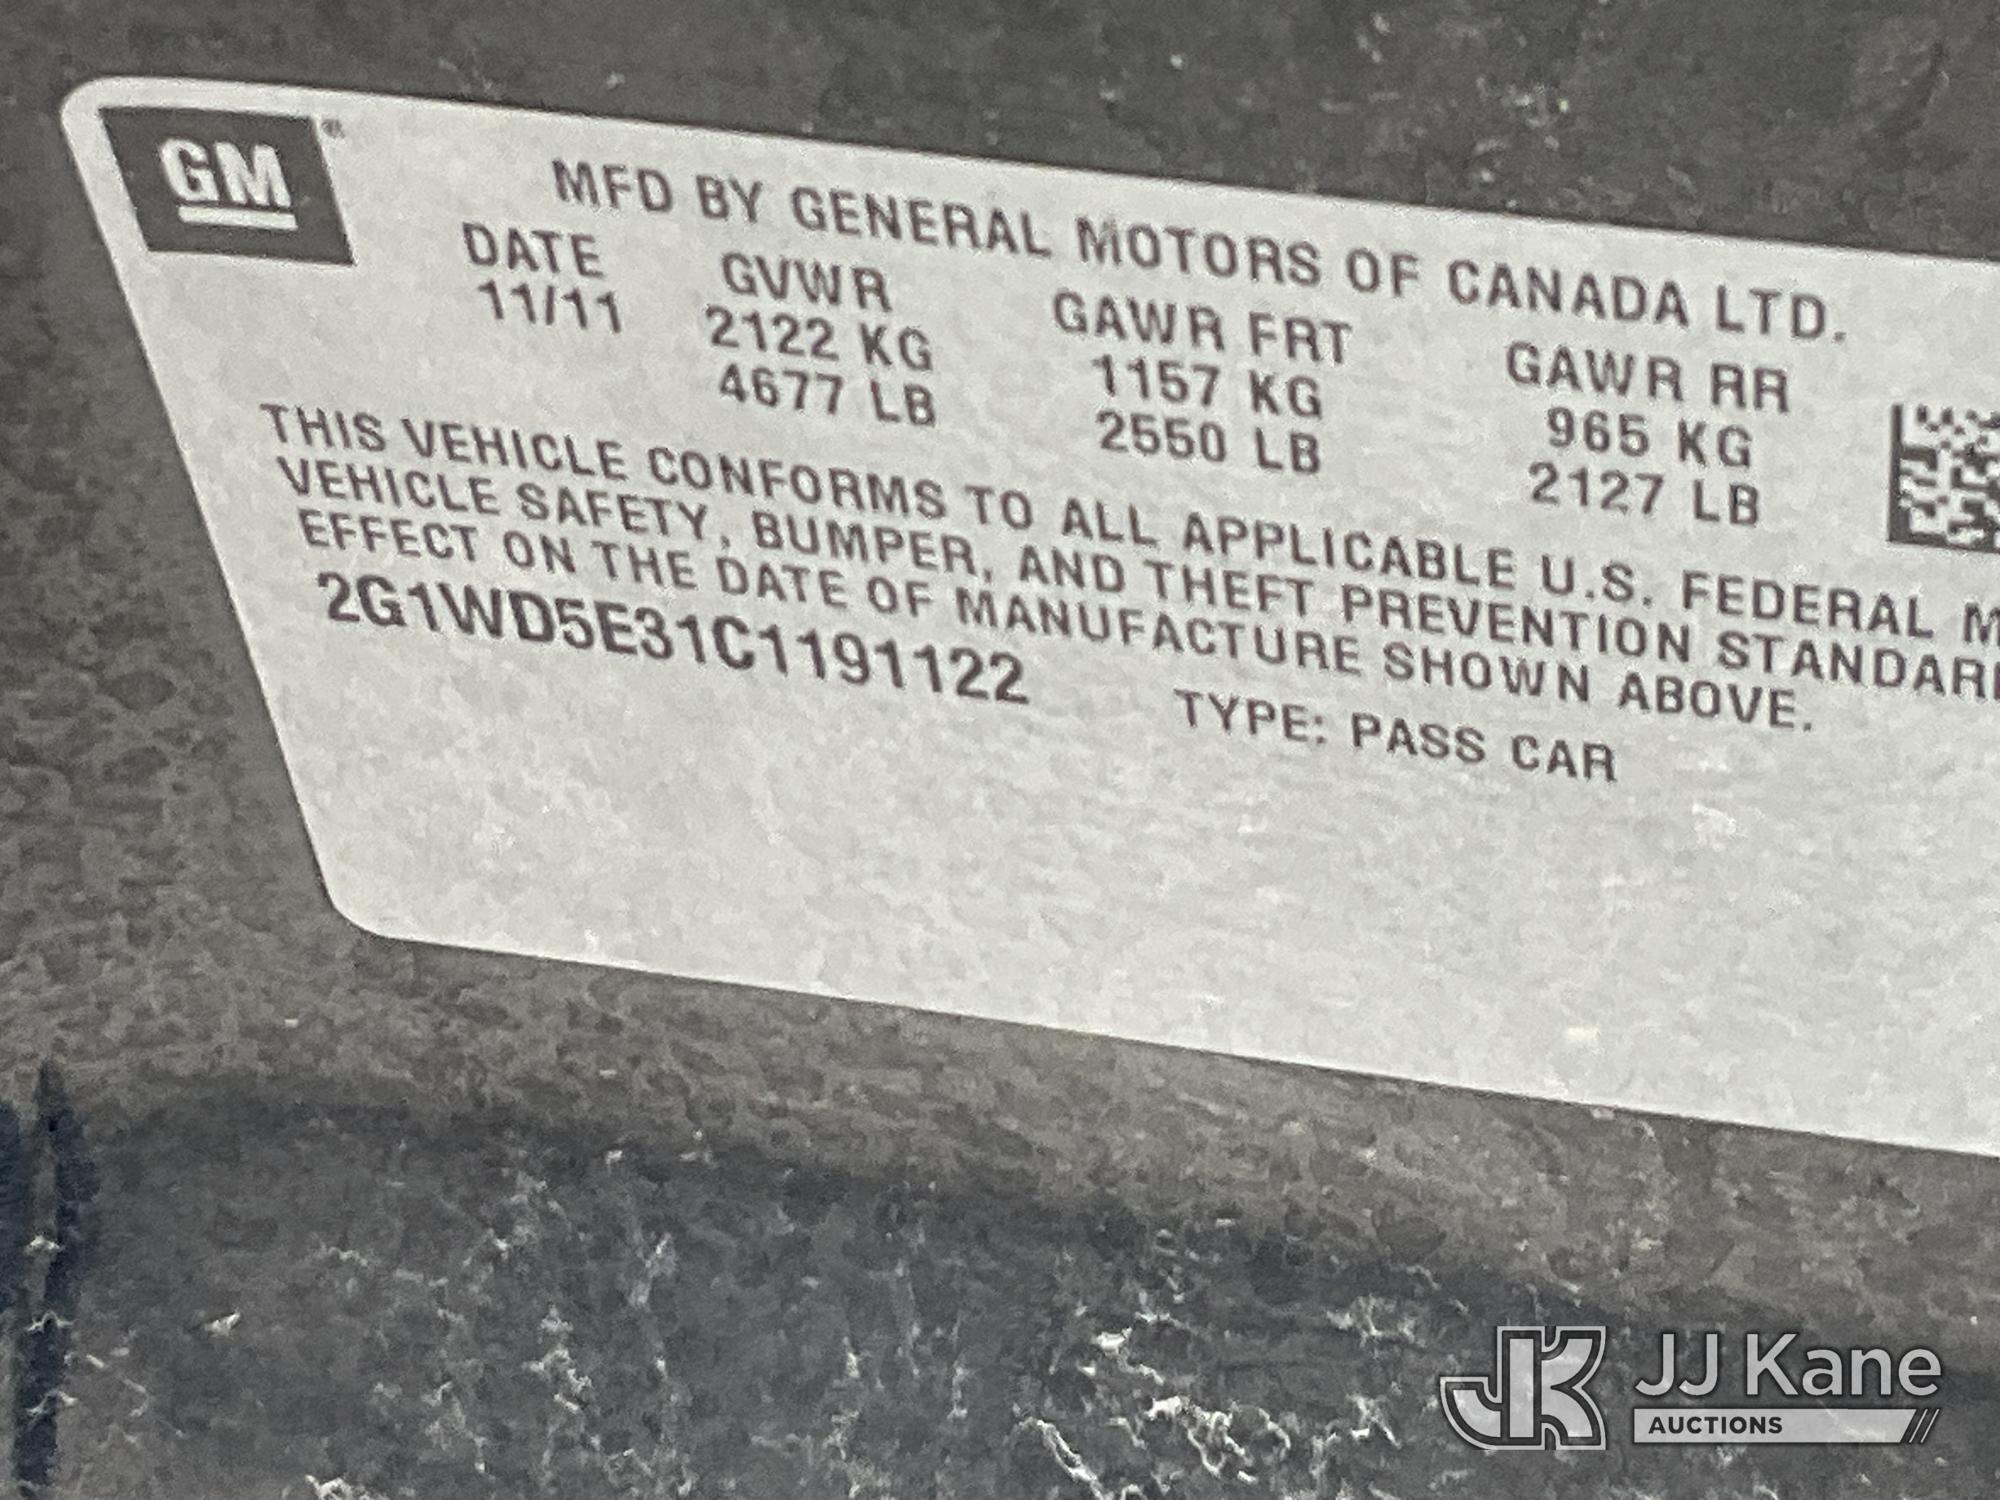 GM®
MFD BY GENERAL MOTORS OF CANADA LTD.
DATE GVWR GAWR FRT GAWR RR
11/11 2122 KG 1157 KG 965 KG
4677 LB 2550 LB 2127 LB
THIS VEHICLE CONFORMS TO ALL APPLICABLE U.S. FEDERAL M
VEHICLE SAFETY, BUMPER, AND THEFT PREVENTION STANDAR
EFFECT ON THE DATE OF MANUFACTURE SHOWN ABOVE.
2G1WD5E31C1191122 TYPE: PASS CAR
JK JJ Kane
AUCTIONS